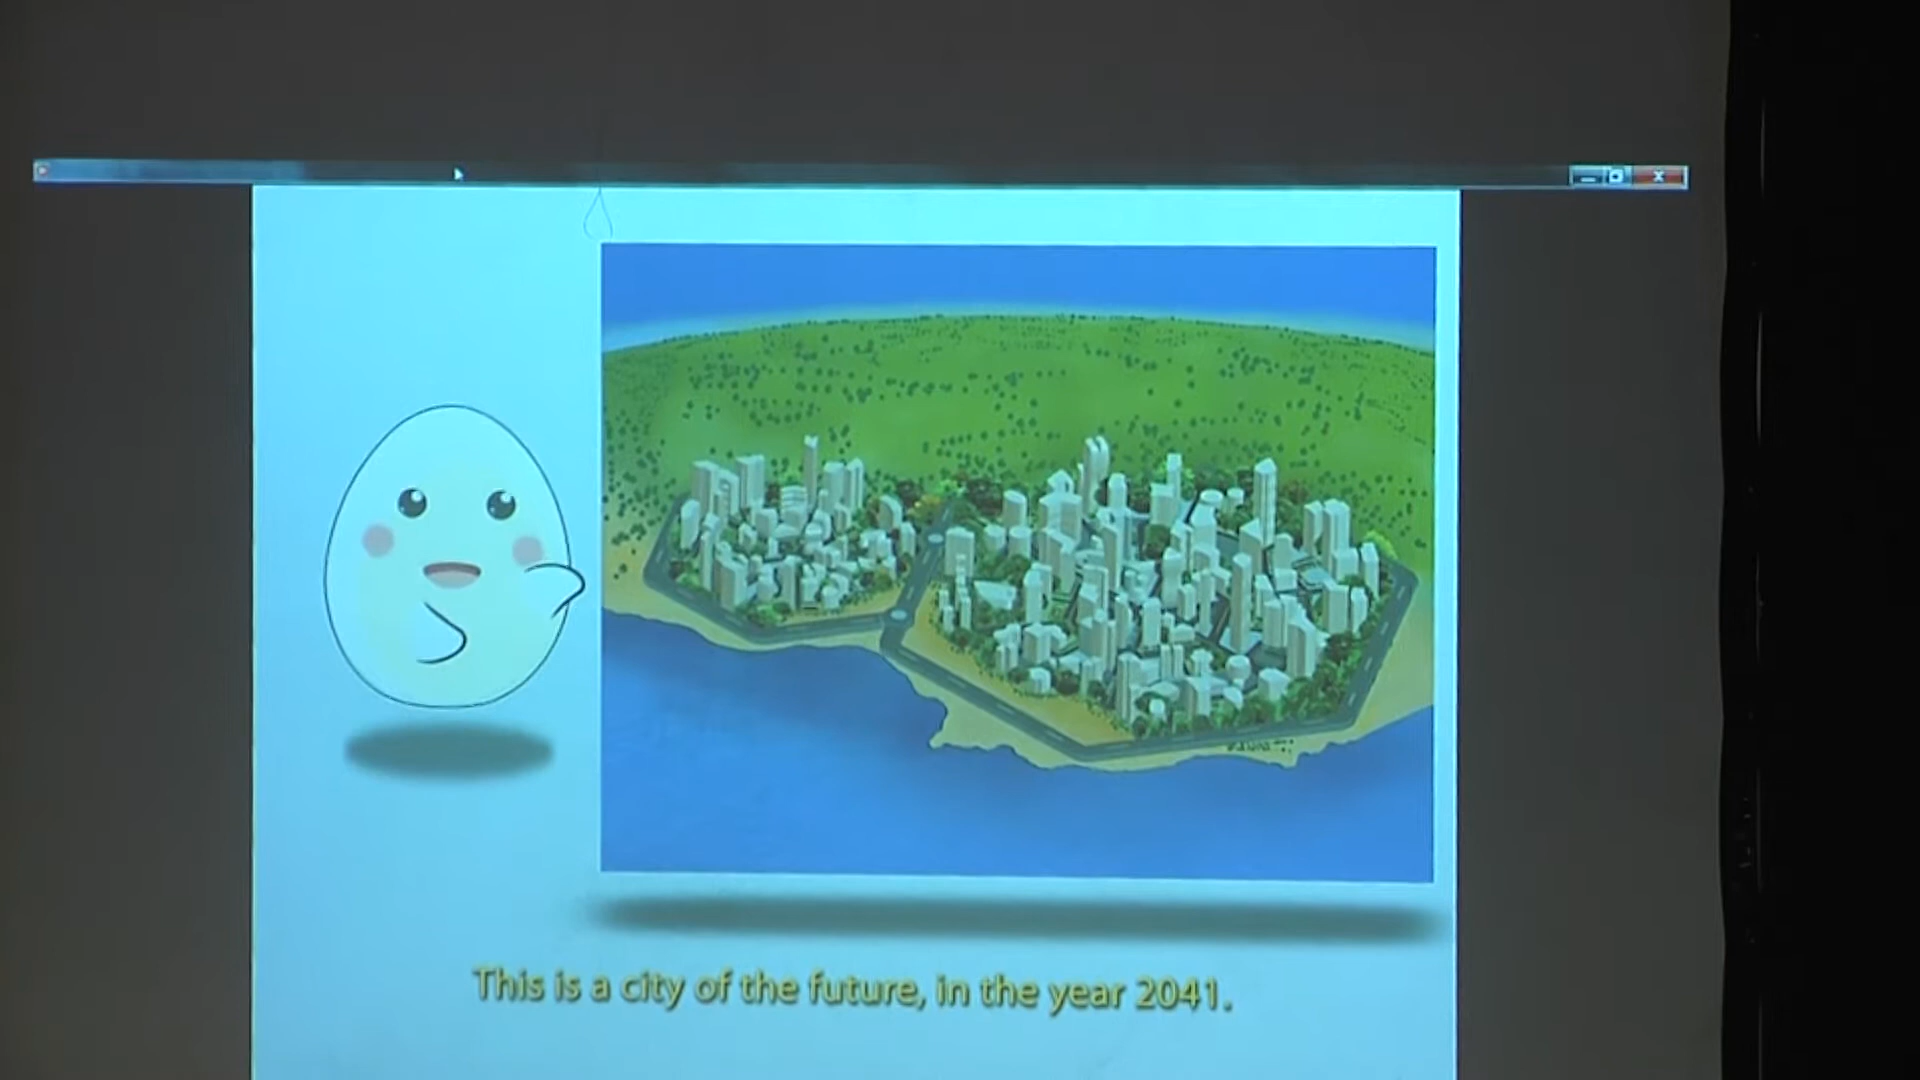 This is a city of the future, in the year 2041.